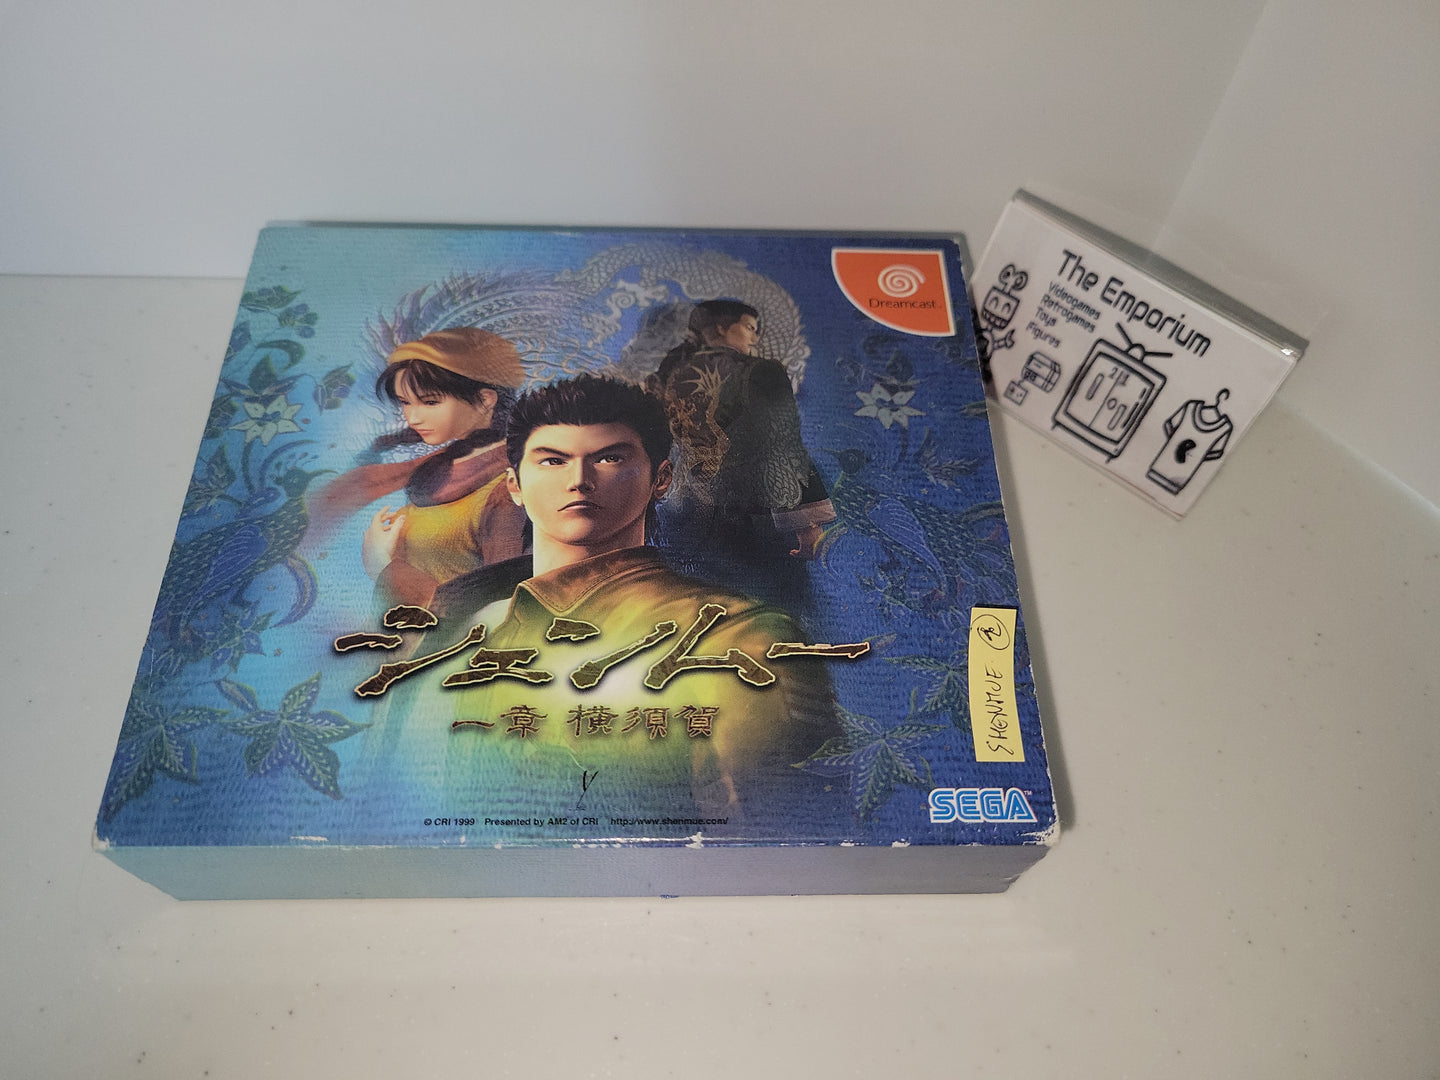 Dreamcast
シェンムー
一章 横須賀
© CRI 1999 Presented by AM2 of CRI http://www.shenmue.com/
SEGA™
SHENMUE
The Emporium
Videogames
Retrogames
Toys
Figures